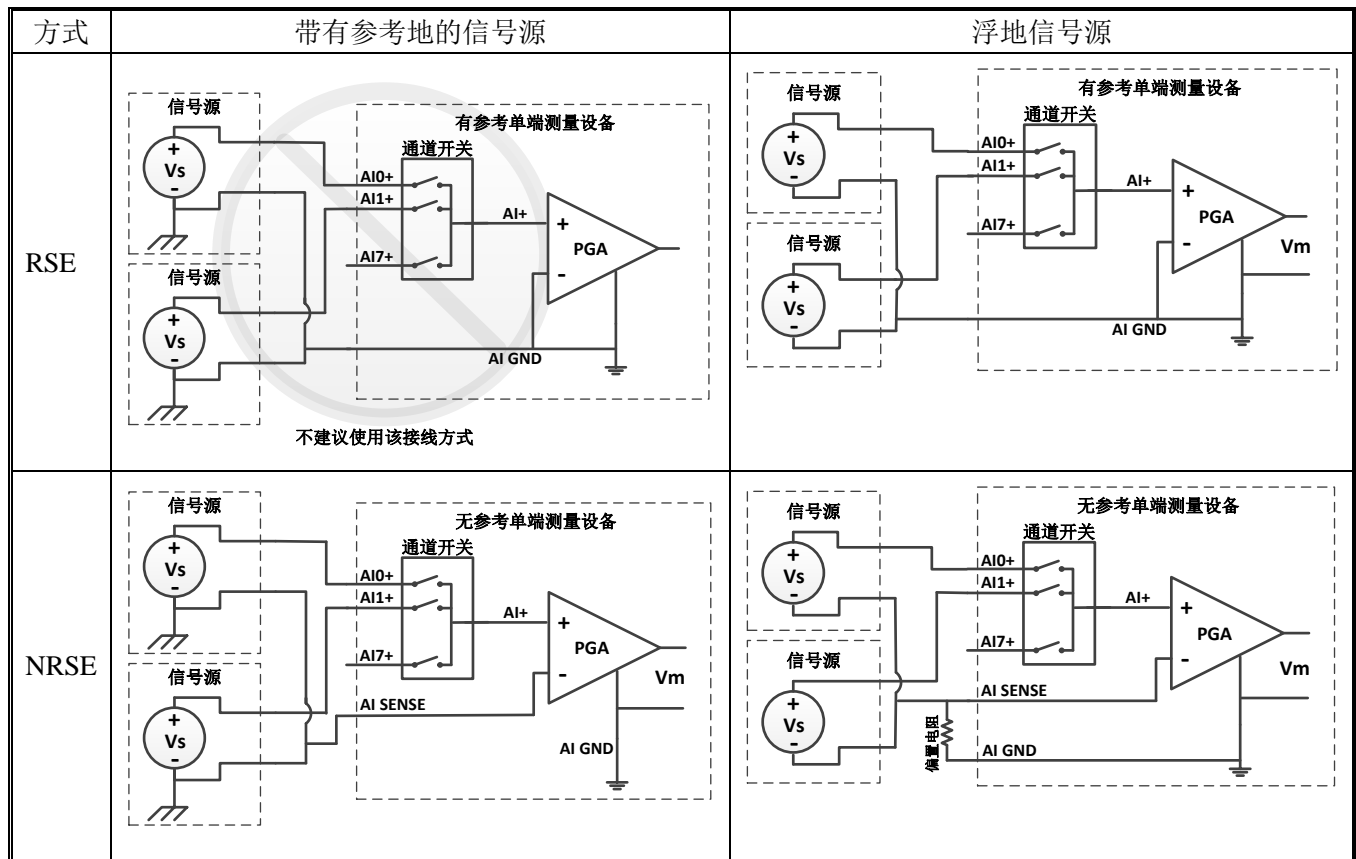 方式 带有参考地的信号源 浮地信号源
RSE
信号源
+
Vs
-
信号源
+
Vs
-
有参考单端测量设备
通道开关
AI0+
AI1+
AI7+
AI+
+
PGA
-
AI GND
不建议使用该接线方式
信号源
+
Vs
-
信号源
+
Vs
-
有参考单端测量设备
通道开关
AI0+
AI1+
AI7+
AI+
+
PGA
-
Vm
AI GND
NRSE
信号源
+
Vs
-
信号源
+
Vs
-
无参考单端测量设备
通道开关
AI0+
AI1+
AI7+
AI+
+
PGA
-
Vm
AI SENSE
AI GND
信号源
+
Vs
-
信号源
+
Vs
-
无参考单端测量设备
通道开关
AI0+
AI1+
AI7+
AI+
+
PGA
-
Vm
AI SENSE
偏置电阻
AI GND